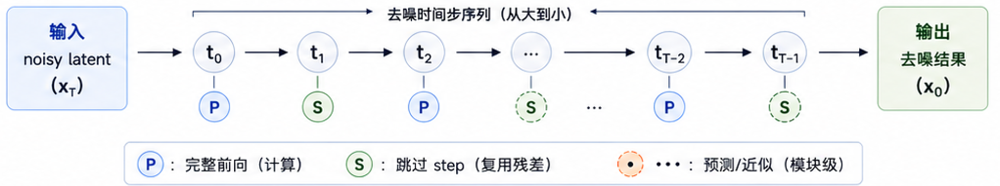 去噪时间步序列（从大到小）
输入
noisy latent
(x_T)
t_0
t_1
t_2
...
t_{T-2}
t_{T-1}
输出
去噪结果
(x_0)
P
S
P
S
...
P
S
P : 完整前向（计算）
S : 跳过 step（复用残差）
• ••• : 预测/近似（模块级）